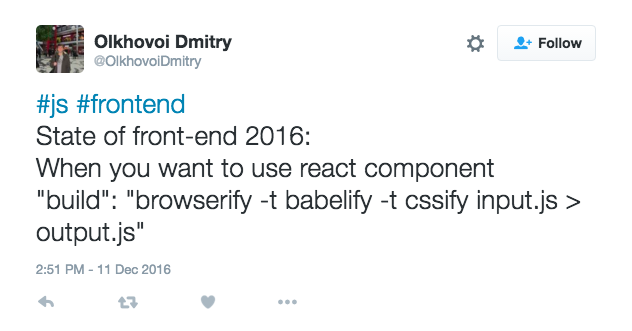 Olkhovoi Dmitry
@OlkhovoiDmitry
Follow
#js #frontend
State of front-end 2016:
When you want to use react component
"build": "browserify -t babelify -t cssify input.js >
output.js"
2:51 PM - 11 Dec 2016